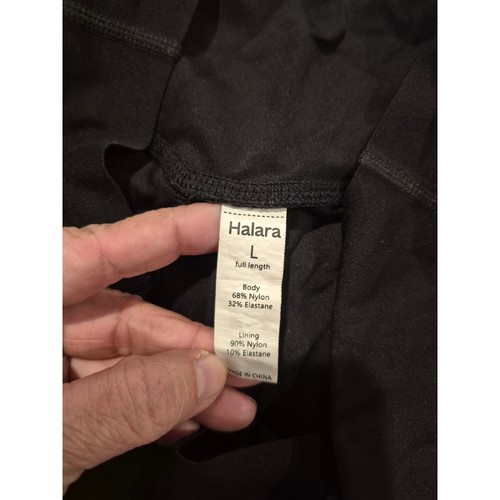 Halara
L
full length
Body
68% Nylon
32% Elastane
Lining
90% Nylon
10% Elastane
MADE IN CHINA